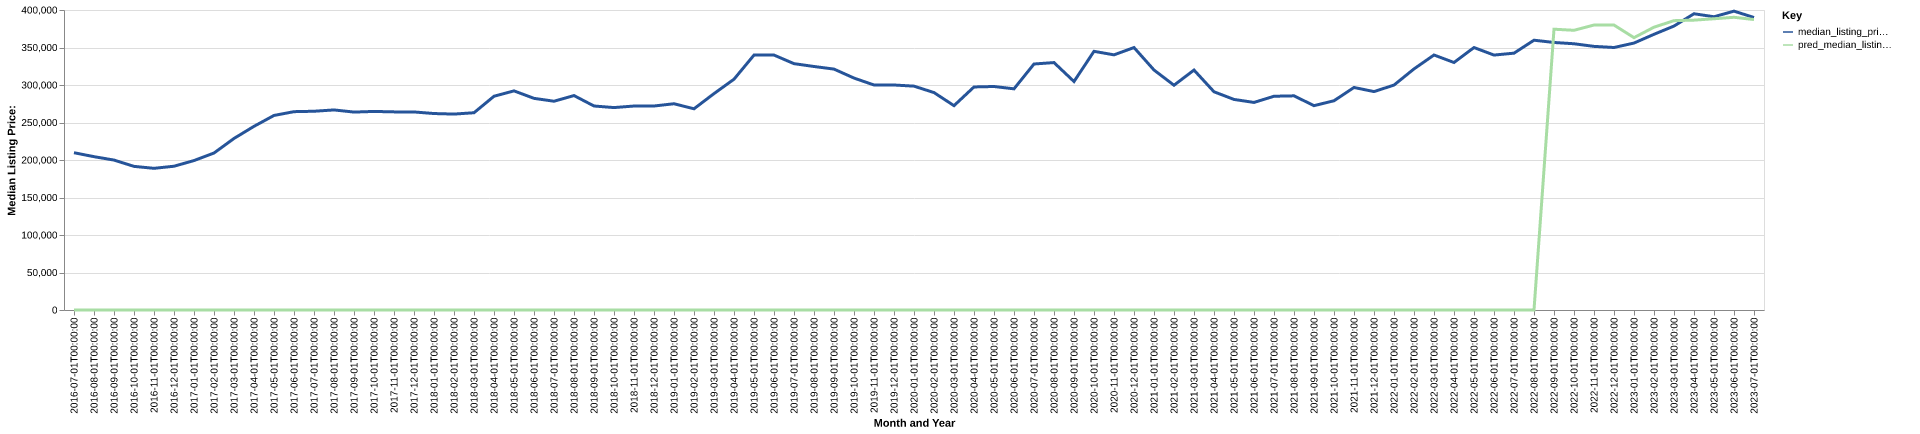 400,000
350,000
300,000
250,000
200,000
150,000
100,000
50,000
0
Median Listing Price:
2016-07-01T00:00:00
2016-08-01T00:00:00
2016-09-01T00:00:00
2016-10-01T00:00:00
2016-11-01T00:00:00
2016-12-01T00:00:00
2017-01-01T00:00:00
2017-02-01T00:00:00
2017-03-01T00:00:00
2017-04-01T00:00:00
2017-05-01T00:00:00
2017-06-01T00:00:00
2017-07-01T00:00:00
2017-08-01T00:00:00
2017-09-01T00:00:00
2017-10-01T00:00:00
2017-11-01T00:00:00
2017-12-01T00:00:00
2018-01-01T00:00:00
2018-02-01T00:00:00
2018-03-01T00:00:00
2018-04-01T00:00:00
2018-05-01T00:00:00
2018-06-01T00:00:00
2018-07-01T00:00:00
2018-08-01T00:00:00
2018-09-01T00:00:00
2018-10-01T00:00:00
2018-11-01T00:00:00
2018-12-01T00:00:00
2019-01-01T00:00:00
2019-02-01T00:00:00
2019-03-01T00:00:00
2019-04-01T00:00:00
2019-05-01T00:00:00
2019-06-01T00:00:00
2019-07-01T00:00:00
2019-08-01T00:00:00
2019-09-01T00:00:00
2019-10-01T00:00:00
2019-11-01T00:00:00
2019-12-01T00:00:00
2020-01-01T00:00:00
2020-02-01T00:00:00
2020-03-01T00:00:00
2020-04-01T00:00:00
2020-05-01T00:00:00
2020-06-01T00:00:00
2020-07-01T00:00:00
2020-08-01T00:00:00
2020-09-01T00:00:00
2020-10-01T00:00:00
2020-11-01T00:00:00
2020-12-01T00:00:00
2021-01-01T00:00:00
2021-02-01T00:00:00
2021-03-01T00:00:00
2021-04-01T00:00:00
2021-05-01T00:00:00
2021-06-01T00:00:00
2021-07-01T00:00:00
2021-08-01T00:00:00
2021-09-01T00:00:00
2021-10-01T00:00:00
2021-11-01T00:00:00
2021-12-01T00:00:00
2022-01-01T00:00:00
2022-02-01T00:00:00
2022-03-01T00:00:00
2022-04-01T00:00:00
2022-05-01T00:00:00
2022-06-01T00:00:00
2022-07-01T00:00:00
2022-08-01T00:00:00
2022-09-01T00:00:00
2022-10-01T00:00:00
2022-11-01T00:00:00
2022-12-01T00:00:00
2023-01-01T00:00:00
2023-02-01T00:00:00
2023-03-01T00:00:00
2023-04-01T00:00:00
2023-05-01T00:00:00
2023-06-01T00:00:00
2023-07-01T00:00:00
Month and Year
Key
median_listing_pri…
pred_median_listin…